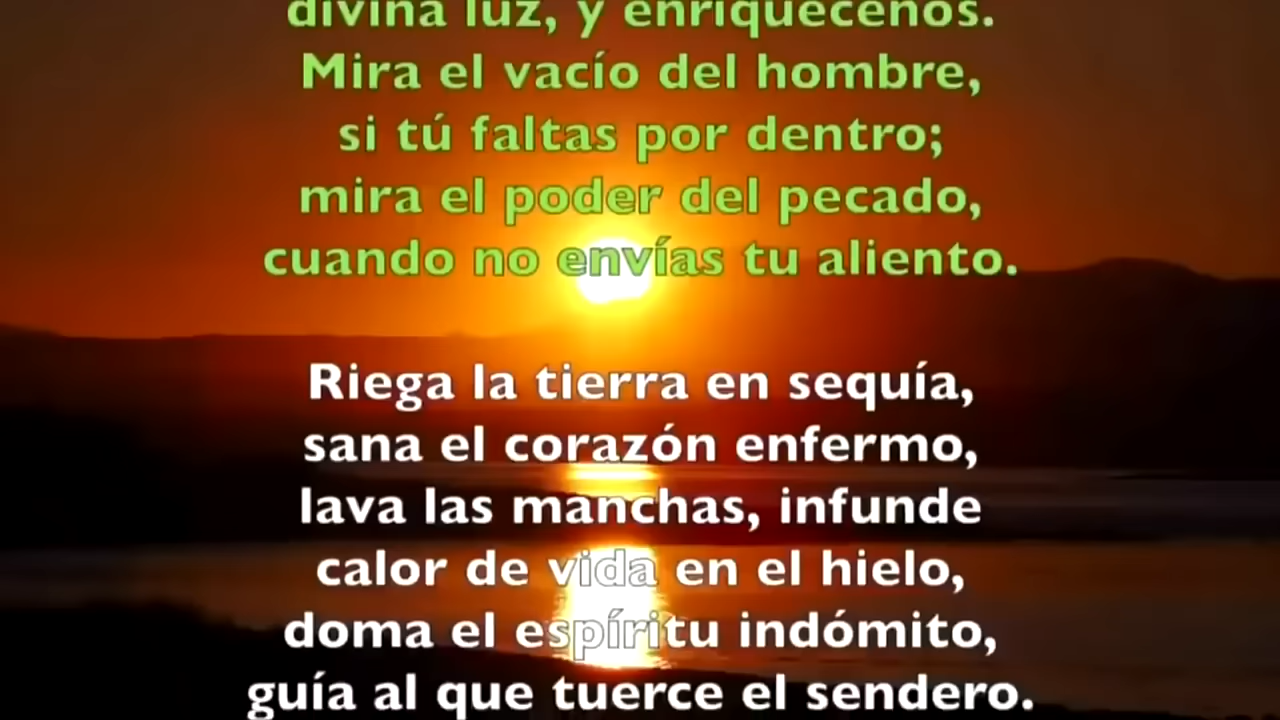 divina luz, y enriquécenos.
Mira el vacío del hombre,
si tú faltas por dentro;
mira el poder del pecado,
cuando no envías tu aliento.
Riega la tierra en sequía,
sana el corazón enfermo,
lava las manchas, infunde
calor de vida en el hielo,
doma el espíritu indómito,
guía al que tuerce el sendero.